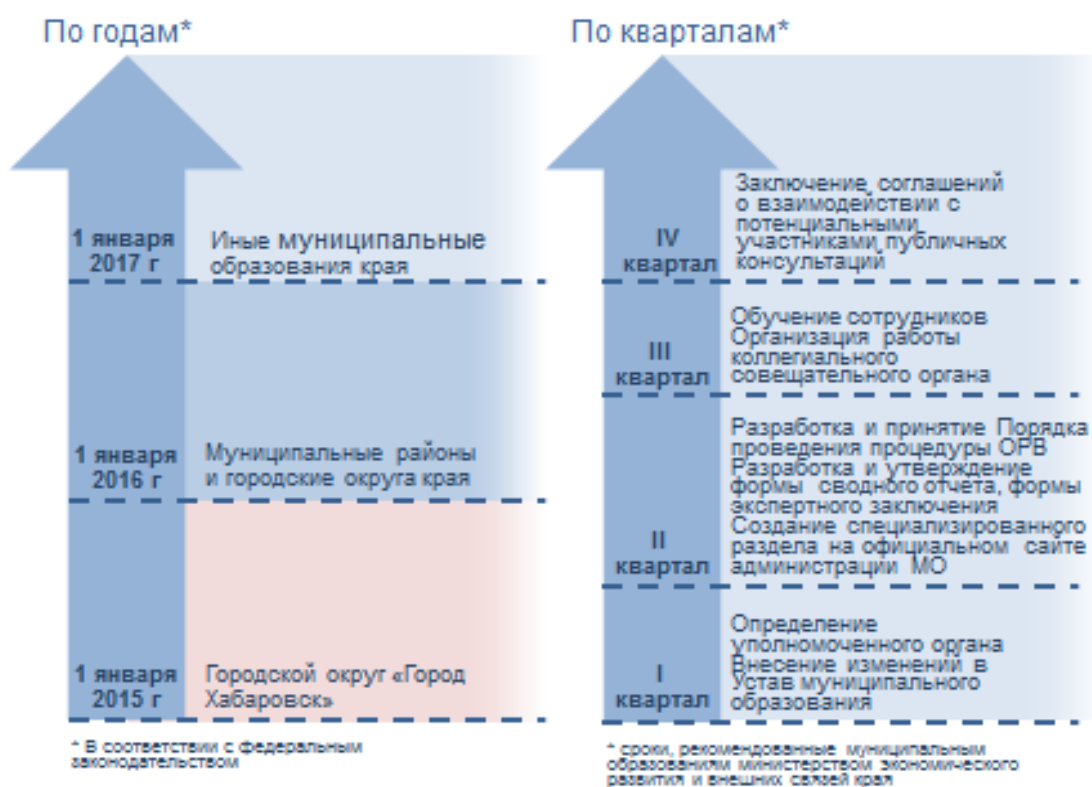 По годам*
1 января
2017 г
Иные муниципальные
образования края
1 января
2016 г
Муниципальные районы
и городские округа края
1 января
2015 г
Городской округ «Город
Хабаровск»
* В соответствии с федеральным
законодательством
По кварталам*
IV
квартал
Заключение соглашений
о взаимодействии с
потенциальными
участниками публичных
консультаций
III
квартал
Обучение сотрудников
Организация работы
коллегиального
совещательного органа
II
квартал
Разработка и принятие Порядка
проведения процедуры ОРВ
Разработка и утверждение
формы сводного отчета, формы
экспертного заключения
Создание специализированного
раздела на официальном сайте
администрации МО
I
квартал
Определение
уполномоченного органа
Внесение изменений в
Устав муниципального
образования
* сроки, рекомендованные муниципальным
образованиям министерством экономического
развития и внешних связей края